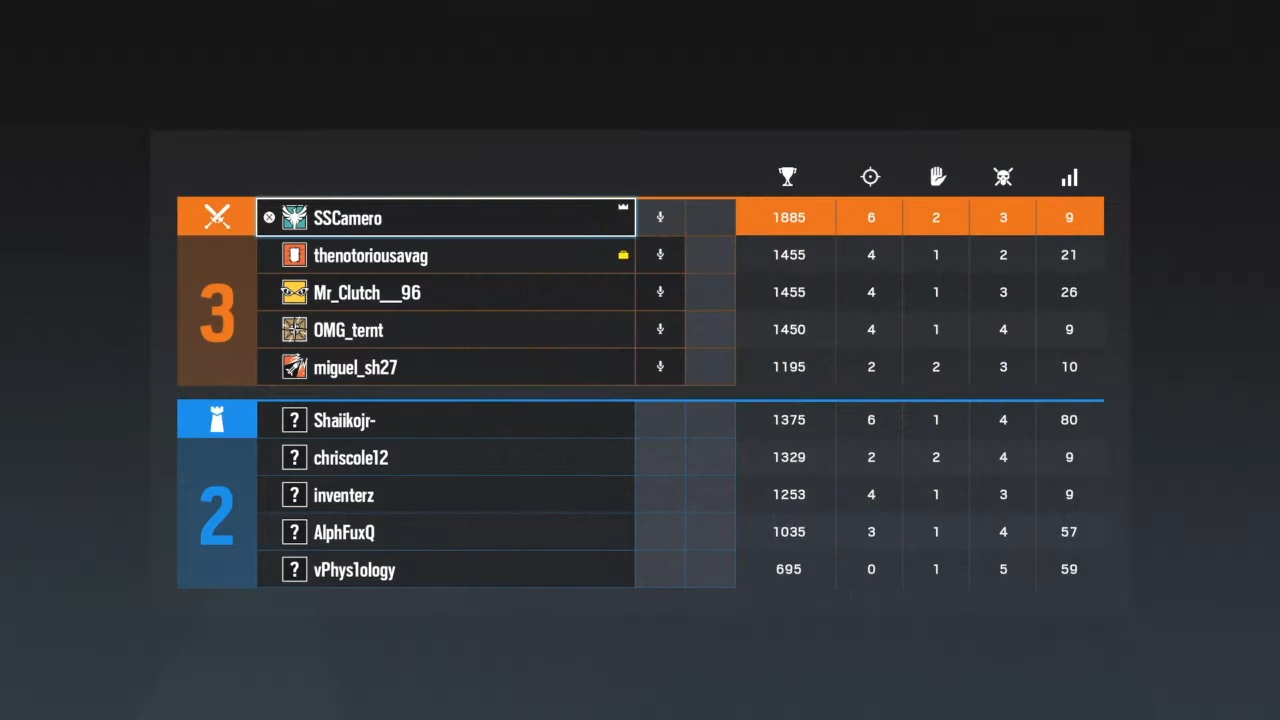 SSCamero 1885 6 2 3 9
thenotoriousavag 1455 4 1 2 21
3 Mr_Clutch__96 1455 4 1 3 26
OMG_ternt 1450 4 1 4 9
miguel_sh27 1195 2 2 3 10
? Shaiikojr- 1375 6 1 4 80
? chriscole12 1329 2 2 4 9
? inventerz 1253 4 1 3 9
2 ? AlphFuxQ 1035 3 1 4 57
? vPhys1ology 695 0 1 5 59